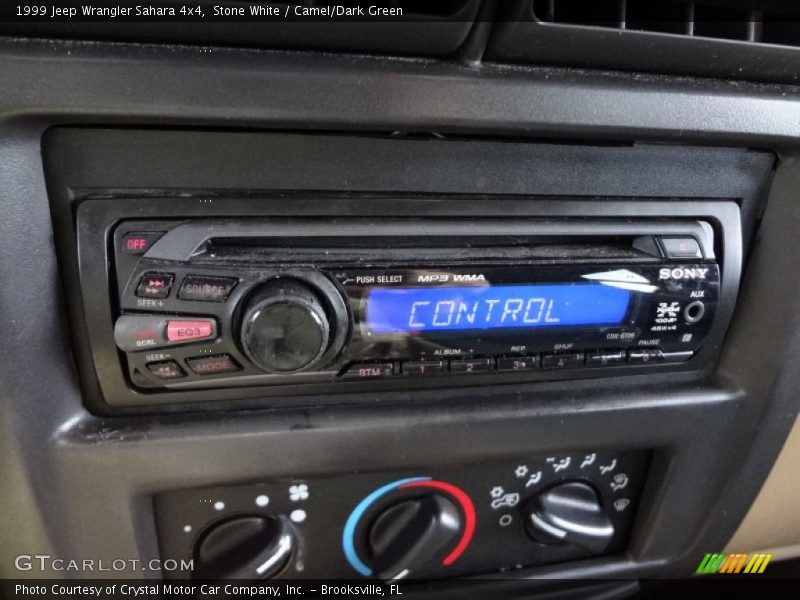 1999 Jeep Wrangler Sahara 4x4, Stone White / Camel/Dark Green
OFF
PUSH SELECT MP3 WMA
SONY
SEEK+
SOURCE
CONTROL
AUX
SCRL
EQ3
48Wx4
SEEK-
MODE
- ALBUM + REP SHUF PAUSE
BTM 1 2 3 4 5 6
GTCARLOT.COM
Photo Courtesy of Crystal Motor Car Company, Inc. – Brooksville, FL